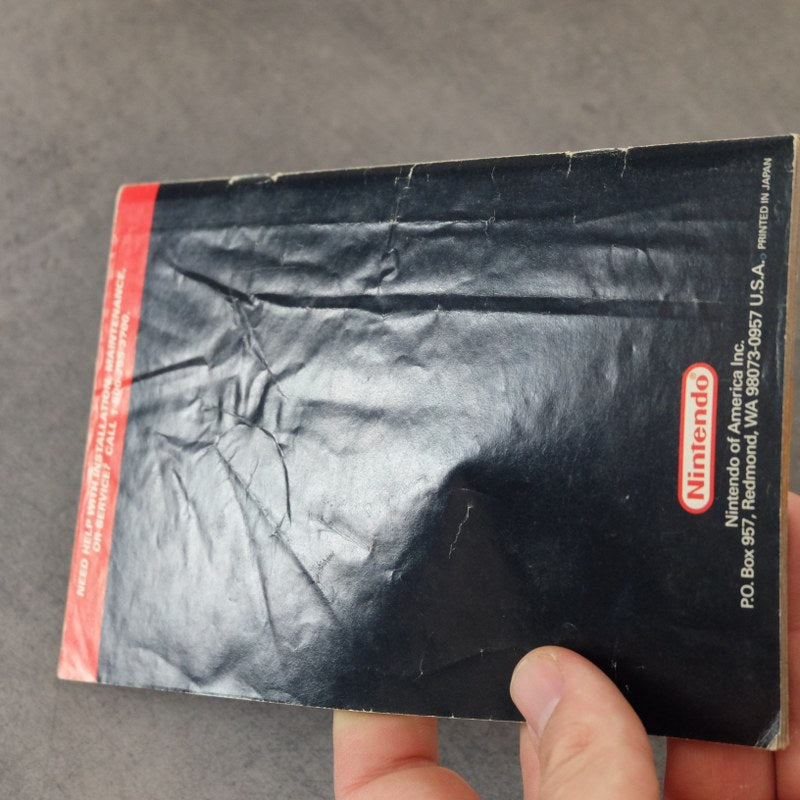 NEED HELP WITH INSTALLATION, MAINTENANCE,
OR SERVICE? CALL 1-800-255-3700.
Nintendo®
Nintendo of America Inc.
P.O. Box 957, Redmond, WA 98073-0957 U.S.A.
PRINTED IN JAPAN